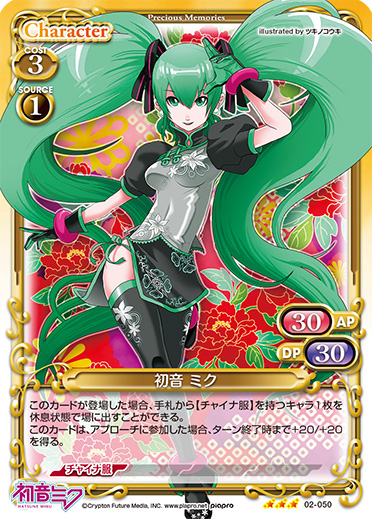 Precious Memories
Character
illustrated by ツキノコウキ
COST
3
SOURCE
1
30 AP
DP 30
初音 ミク
このカードが登場した場合、手札から【チャイナ服】を持つキャラ1枚を
休息状態で場に出すことができる。
このカードは、アプローチに参加した場合、ターン終了時まで+20/+20
を得る。
チャイナ服
初音ミク
HATSUNE MIKU
©Crypton Future Media, INC. www.piapro.net piapro
02-050